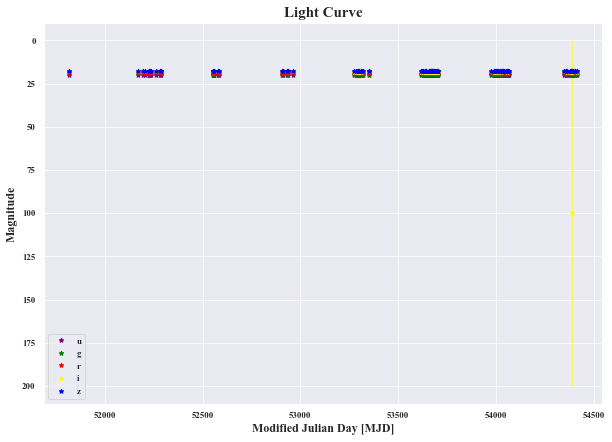 Light Curve
Magnitude
0
25
50
75
100
125
150
175
200
u
g
r
i
z
52000 52500 53000 53500 54000 54500
Modified Julian Day [MJD]